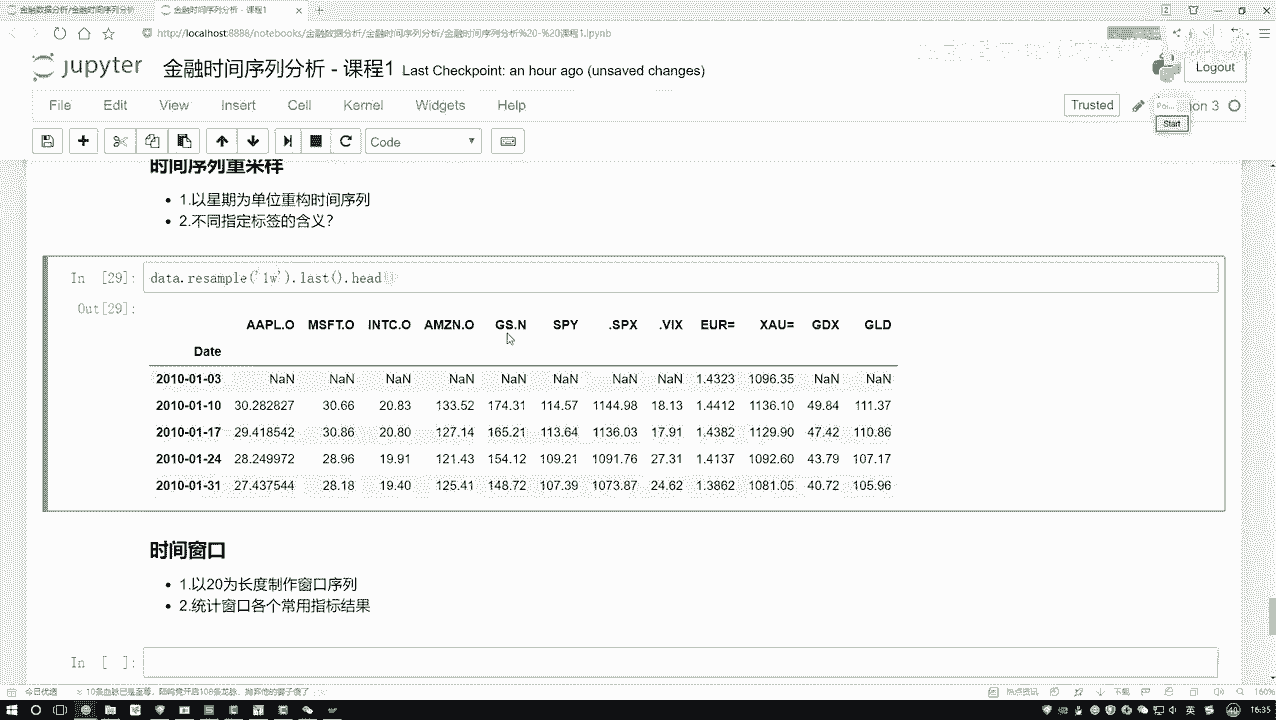 金融数据分析/金融时间序列分析
金融时间序列分析 - 课程1
http://localhost:8888/notebooks/金融数据分析/金融时间序列分析/金融时间序列分析%20-%20课程1.ipynb
jupyter 金融时间序列分析 - 课程1 Last Checkpoint: an hour ago (unsaved changes)
Logout
File Edit View Insert Cell Kernel Widgets Help
Trusted
3
Start
Code
时间序列重采样
1.以星期为单位重构时间序列
2.不同指定标签的含义?
In [29]: data.resample('1w').last().head()
Out[29]:
AAPL.O MSFT.O INTC.O AMZN.O GS.N SPY .SPX .VIX EUR= XAU= GDX GLD
Date
2010-01-03 NaN NaN NaN NaN NaN NaN NaN NaN 1.4323 1096.35 NaN NaN
2010-01-10 30.282827 30.66 20.83 133.52 174.31 114.57 1144.98 18.13 1.4412 1136.10 49.84 111.37
2010-01-17 29.418542 30.86 20.80 127.14 165.21 113.64 1136.03 17.91 1.4382 1129.90 47.42 110.86
2010-01-24 28.249972 28.96 19.91 121.43 154.12 109.21 1091.76 27.31 1.4137 1092.60 43.79 107.17
2010-01-31 27.437544 28.18 19.40 125.41 148.72 107.39 1073.87 24.62 1.3862 1081.05 40.72 105.96
时间窗口
1.以20为长度制作窗口序列
2.统计窗口各个常用指标结果
In [ ]:
今日优选
热点资讯
下载
160%
16:35